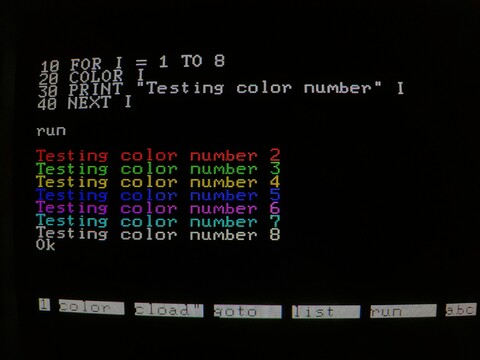 10 FOR I = 1 TO 8
20 COLOR I
30 PRINT "Testing color number" I
40 NEXT I
run
Testing color number 2
Testing color number 3
Testing color number 4
Testing color number 5
Testing color number 6
Testing color number 7
Testing color number 8
Ok
1 color cload" goto list run abc